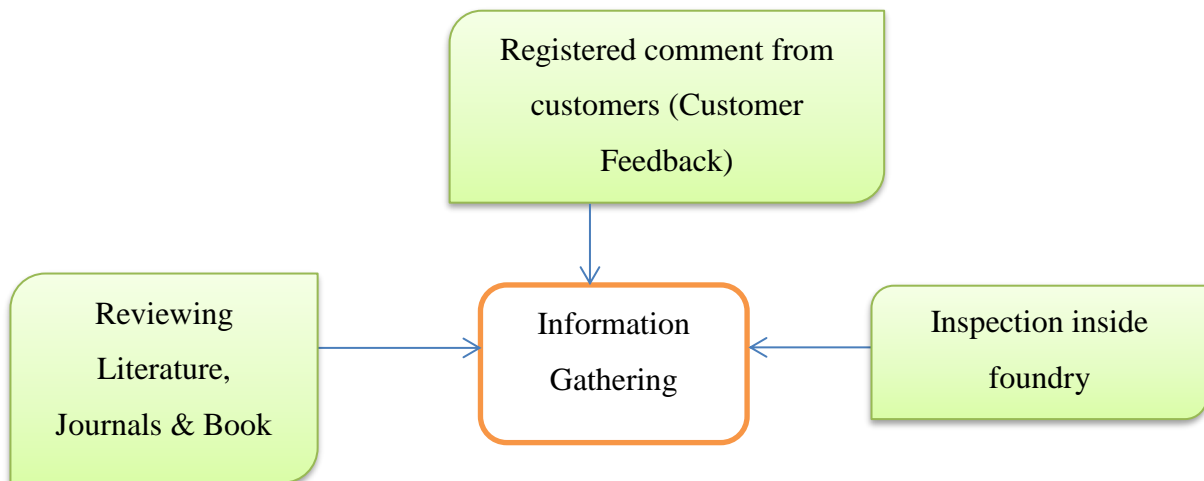 Registered comment from
customers (Customer
Feedback)
Reviewing
Literature,
Journals & Book
Information
Gathering
Inspection inside
foundry